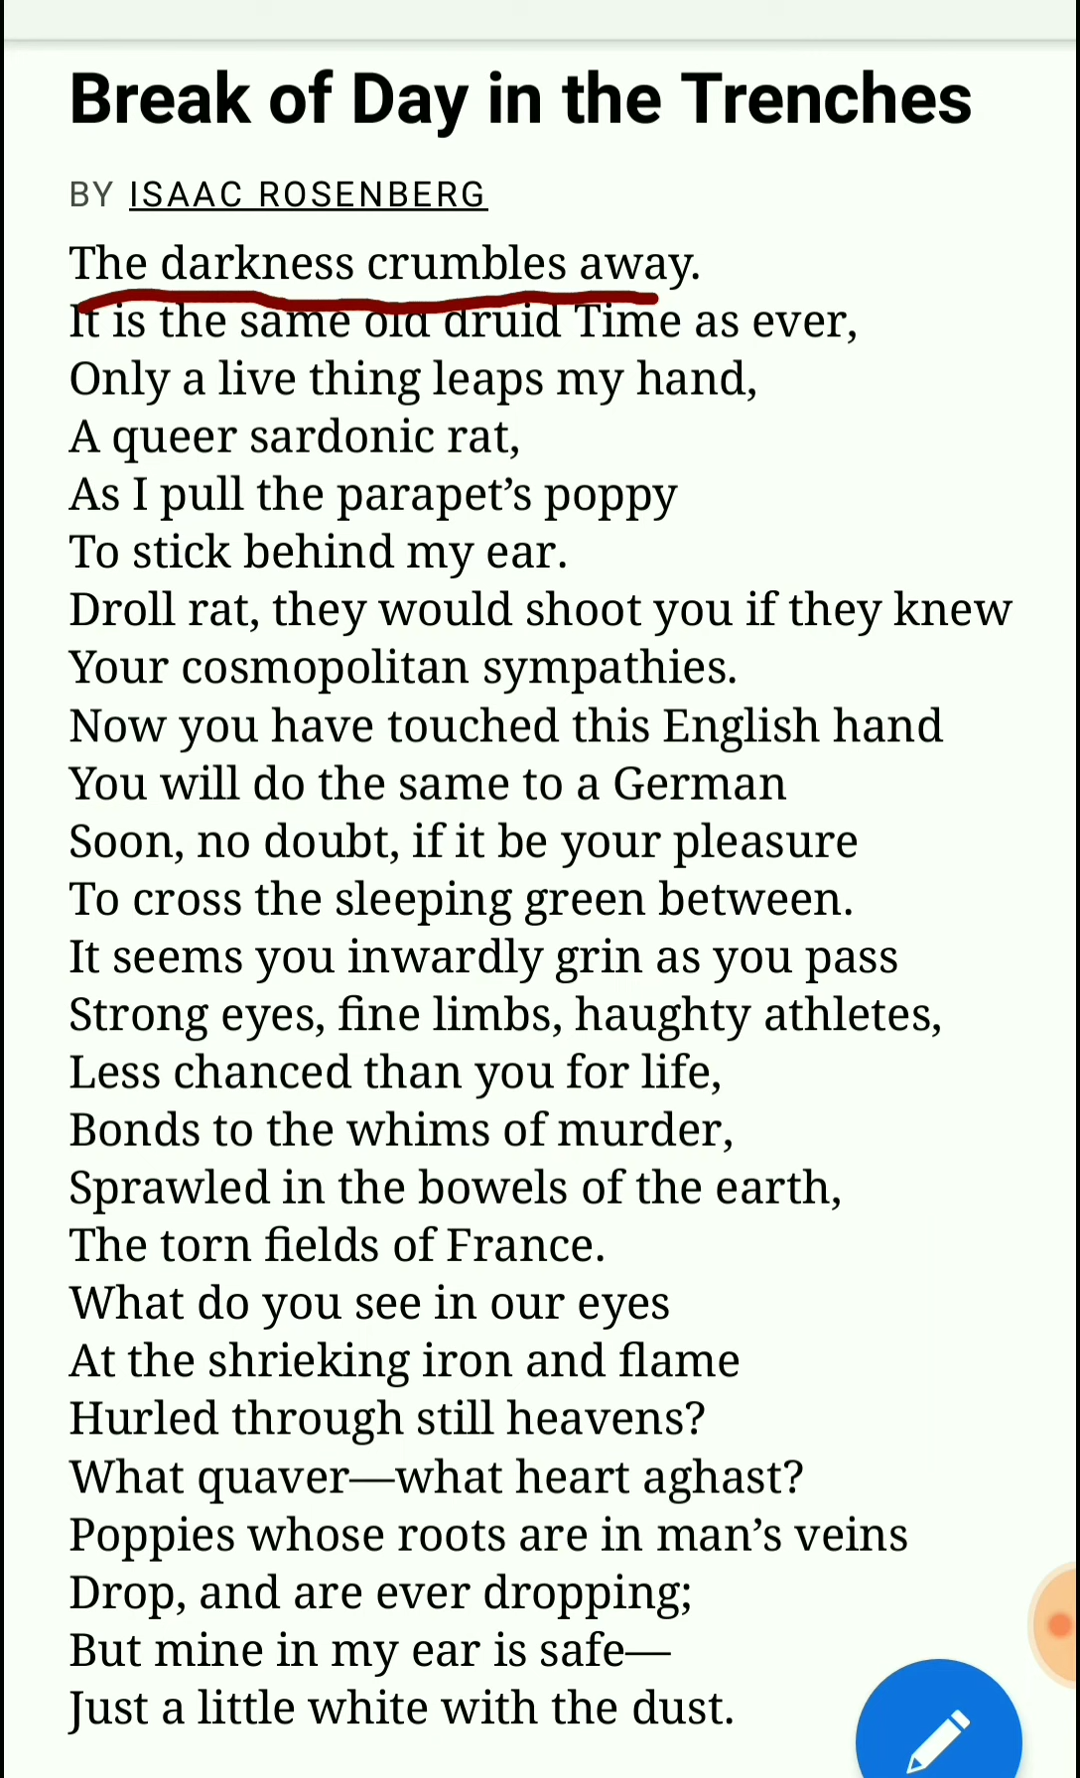 Break of Day in the Trenches
BY ISAAC ROSENBERG
The darkness crumbles away.
It is the same old druid Time as ever,
Only a live thing leaps my hand,
A queer sardonic rat,
As I pull the parapet’s poppy
To stick behind my ear.
Droll rat, they would shoot you if they knew
Your cosmopolitan sympathies.
Now you have touched this English hand
You will do the same to a German
Soon, no doubt, if it be your pleasure
To cross the sleeping green between.
It seems you inwardly grin as you pass
Strong eyes, fine limbs, haughty athletes,
Less chanced than you for life,
Bonds to the whims of murder,
Sprawled in the bowels of the earth,
The torn fields of France.
What do you see in our eyes
At the shrieking iron and flame
Hurled through still heavens?
What quaver—what heart aghast?
Poppies whose roots are in man’s veins
Drop, and are ever dropping;
But mine in my ear is safe—
Just a little white with the dust.